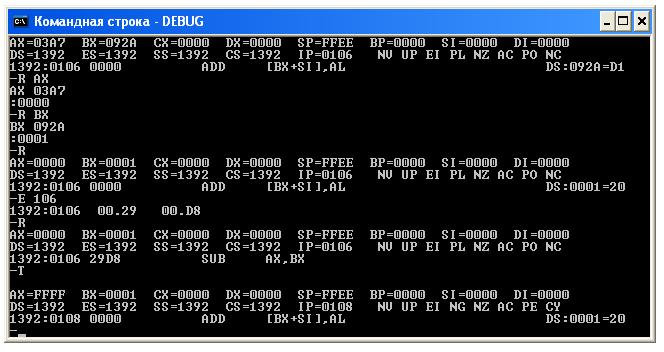 Командная строка - DEBUG
AX=03A7  BX=092A  CX=0000  DX=0000  SP=FFEE  BP=0000  SI=0000  DI=0000
DS=1392  ES=1392  SS=1392  CS=1392  IP=0106   NV UP EI PL NZ AC PO NC
1392:0106 0000          ADD     [BX+SI],AL                         DS:092A=D1
-R AX
AX 03A7
:0000
-R BX
BX 092A
:0001
-R
AX=0000  BX=0001  CX=0000  DX=0000  SP=FFEE  BP=0000  SI=0000  DI=0000
DS=1392  ES=1392  SS=1392  CS=1392  IP=0106   NV UP EI PL NZ AC PO NC
1392:0106 0000          ADD     [BX+SI],AL                         DS:0001=20
-E 106
1392:0106  00.29   00.D8
-R
AX=0000  BX=0001  CX=0000  DX=0000  SP=FFEE  BP=0000  SI=0000  DI=0000
DS=1392  ES=1392  SS=1392  CS=1392  IP=0106   NV UP EI PL NZ AC PO NC
1392:0106 29D8          SUB     AX,BX
-T
AX=FFFF  BX=0001  CX=0000  DX=0000  SP=FFEE  BP=0000  SI=0000  DI=0000
DS=1392  ES=1392  SS=1392  CS=1392  IP=0108   NV UP EI NG NZ AC PE CY
1392:0108 0000          ADD     [BX+SI],AL                         DS:0001=20
-